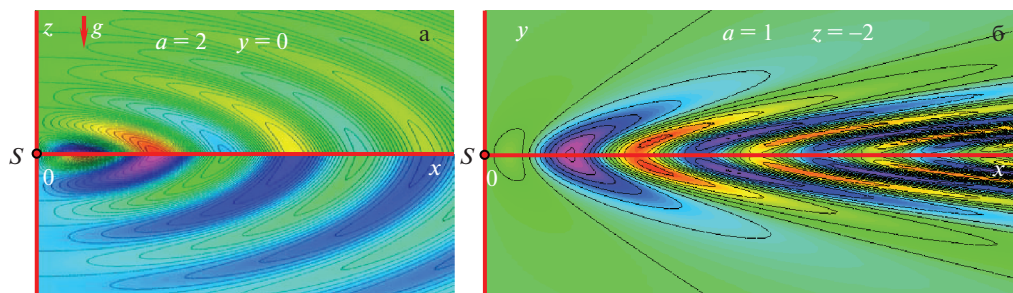 z g a = 2 y = 0 а
S 0 x
y a = 1 z = –2 б
S 0 x